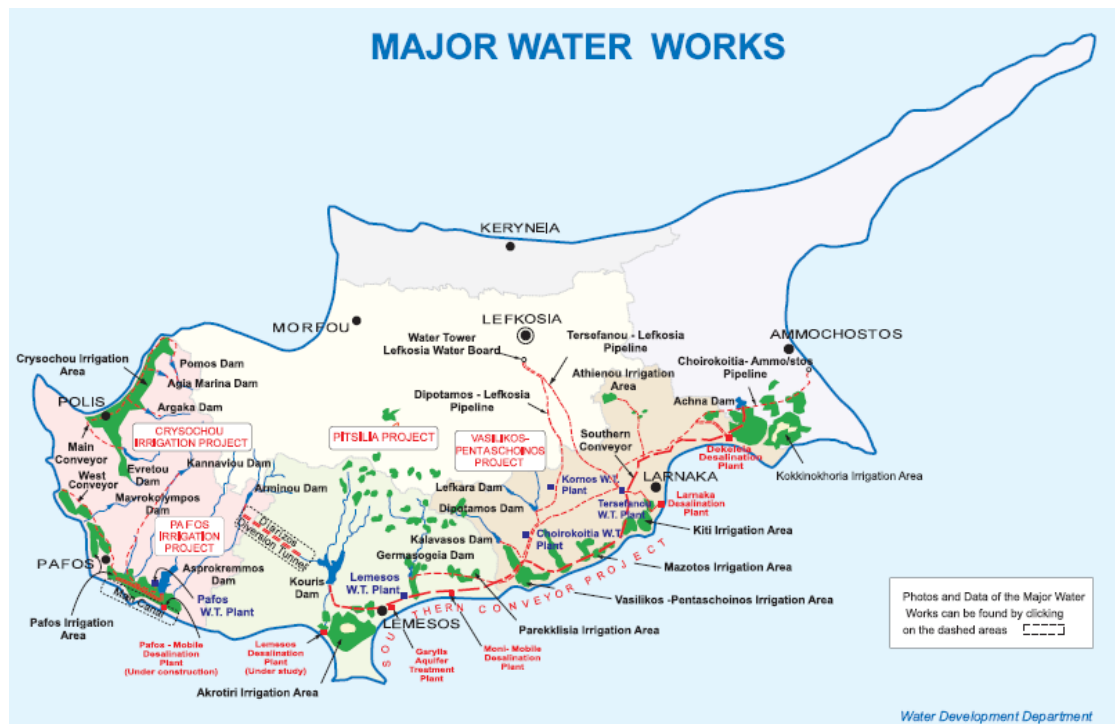 MAJOR WATER WORKS
KERYNEIA
MORFOU
LEFKOSIA
AMMOCHOSTOS
Water Tower
Lefkosia Water Board
Tersefanou - Lefkosia
Pipeline
Choirokoitia- Ammo/stos
Pipeline
Athienou Irrigation
Area
Dipotamos - Lefkosia
Pipeline
Achna Dam
Crysochou Irrigation
Area
Pomos Dam
Agia Marina Dam
Argaka Dam
POLIS
CRYSOCHOU
IRRIGATION PROJECT
PITSILIA PROJECT
VASILIKOS-
PENTASCHOINOS
PROJECT
Southern
Conveyor
Dekeleia
Desalination
Plant
Kokkinokhoria Irrigation Area
Main
Conveyor
Evretou
Dam
Kannaviou Dam
West
Conveyor
Mavrokolympos
Dam
Arminou Dam
Lefkara Dam
Dipotamos Dam
Kornos W.T.
Plant
LARNAKA
Tersefanou
W.T. Plant
Larnaka
Desalination
Plant
Kiti Irrigation Area
PAFOS
IRRIGATION
PROJECT
Diarizos
Diversion Tunnel
Kalavasos Dam
Choirokoitia W.T.
Plant
Germasogeia Dam
Mazotos Irrigation Area
PAFOS
Asprokremmos
Dam
Kouris
Dam
Lemesos
W.T. Plant
Vasilikos -Pentaschoinos Irrigation Area
Pafos
W.T. Plant
Main Canal
Pafos Irrigation
Area
LEMESOS
SOUTHERN CONVEYOR PROJECT
Parekklisia Irrigation Area
Pafos - Mobile
Desalination
Plant
(Under construction)
Lemesos
Desalination
Plant
(Under study)
Garyllis
Aquifer
Treatment
Plant
Moni- Mobile
Desalination
Plant
Akrotiri Irrigation Area
Photos and Data of the Major Water
Works can be found by clicking
on the dashed areas
Water Development Department